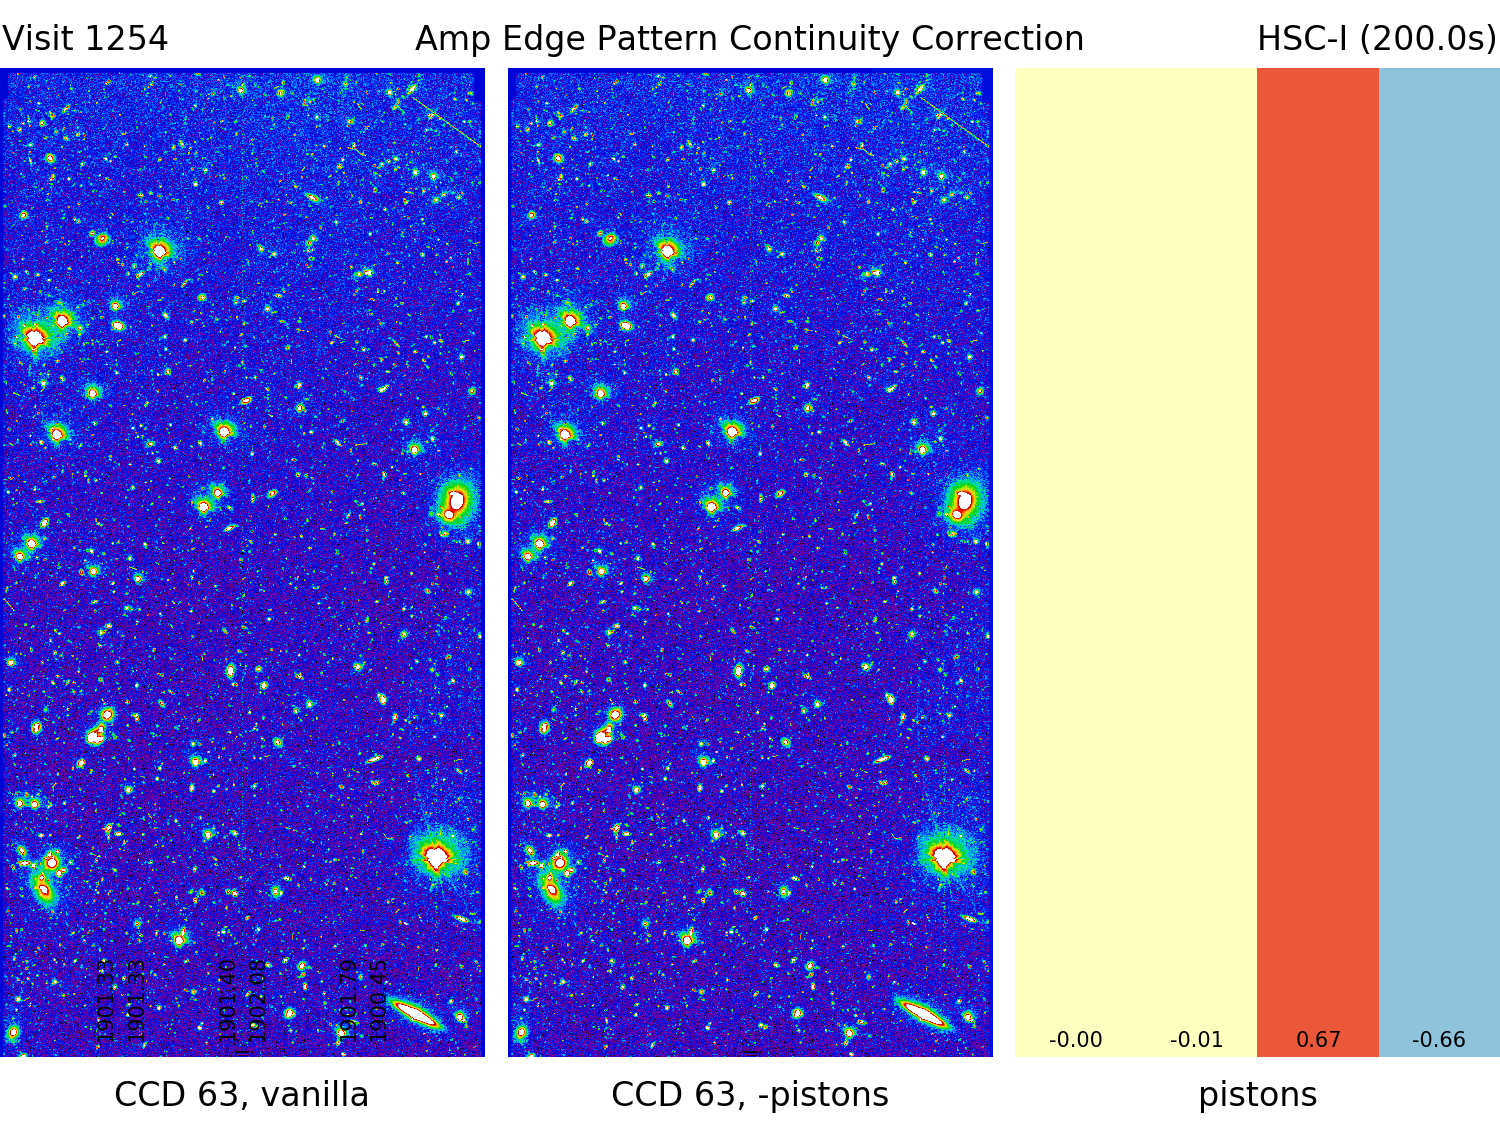 Visit 1254
Amp Edge Pattern Continuity Correction
HSC-I (200.0s)
1901.33
1901.33
1901.40
1902.08
1901.79
1900.45
-0.00
-0.01
0.67
-0.66
CCD 63, vanilla
CCD 63, -pistons
pistons